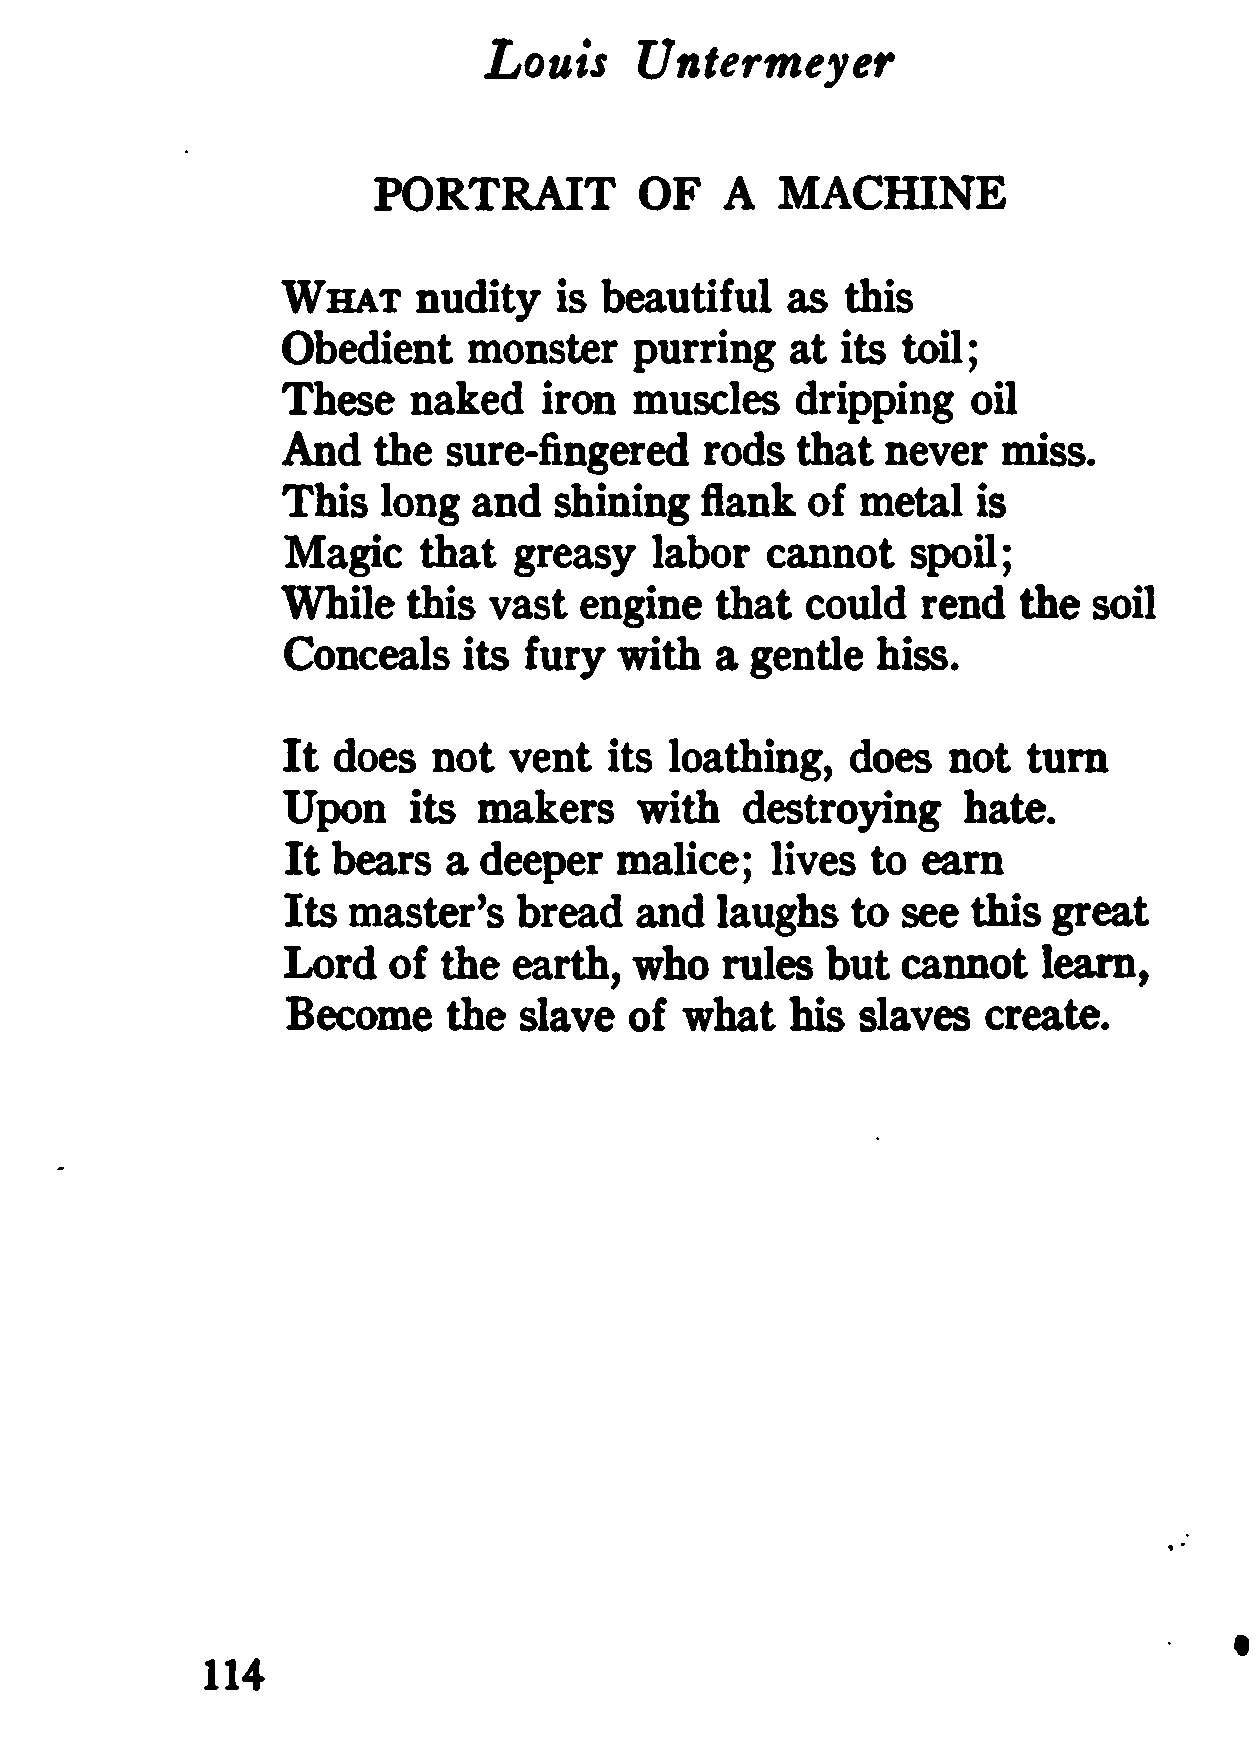 Louis Untermeyer
PORTRAIT OF A MACHINE
WHAT nudity is beautiful as this
Obedient monster purring at its toil;
These naked iron muscles dripping oil
And the sure-fingered rods that never miss.
This long and shining flank of metal is
Magic that greasy labor cannot spoil;
While this vast engine that could rend the soil
Conceals its fury with a gentle hiss.
It does not vent its loathing, does not turn
Upon its makers with destroying hate.
It bears a deeper malice; lives to earn
Its master's bread and laughs to see this great
Lord of the earth, who rules but cannot learn,
Become the slave of what his slaves create.
114